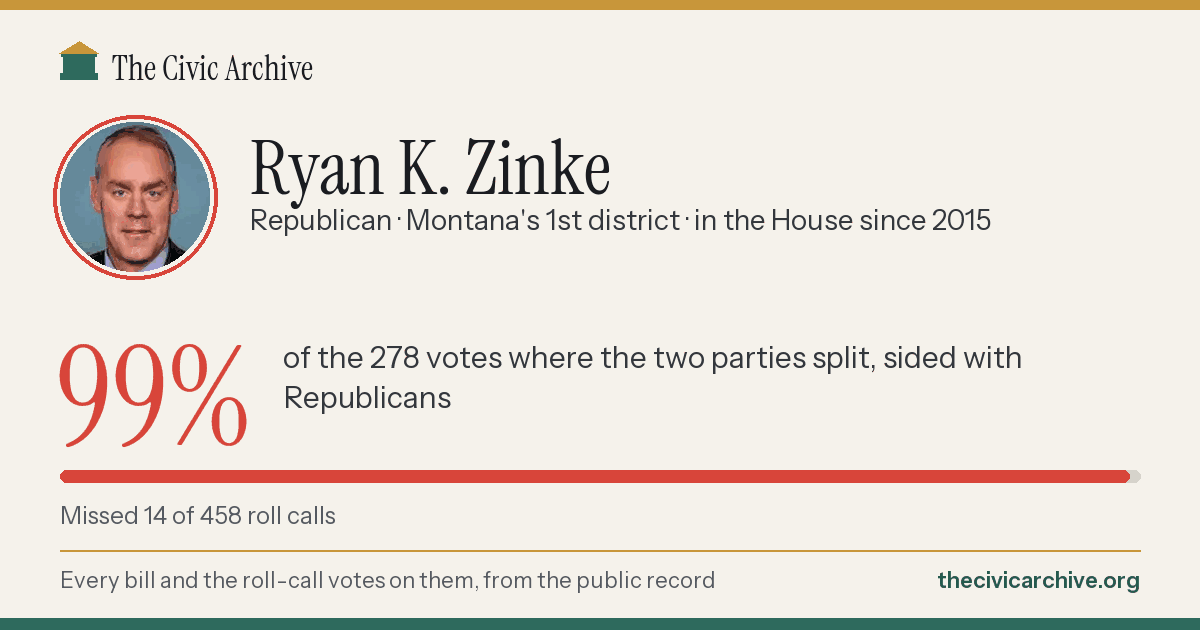 The Civic Archive
Ryan K. Zinke
Republican · Montana's 1st district · in the House since 2015
99%
of the 278 votes where the two parties split, sided with
Republicans
Missed 14 of 458 roll calls
Every bill and the roll-call votes on them, from the public record
thecivicarchive.org